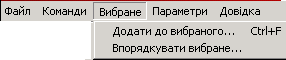 Файл Команди Вибране Параметри Довідка
Додати до вибраного... Ctrl+F
Впорядкувати вибране...